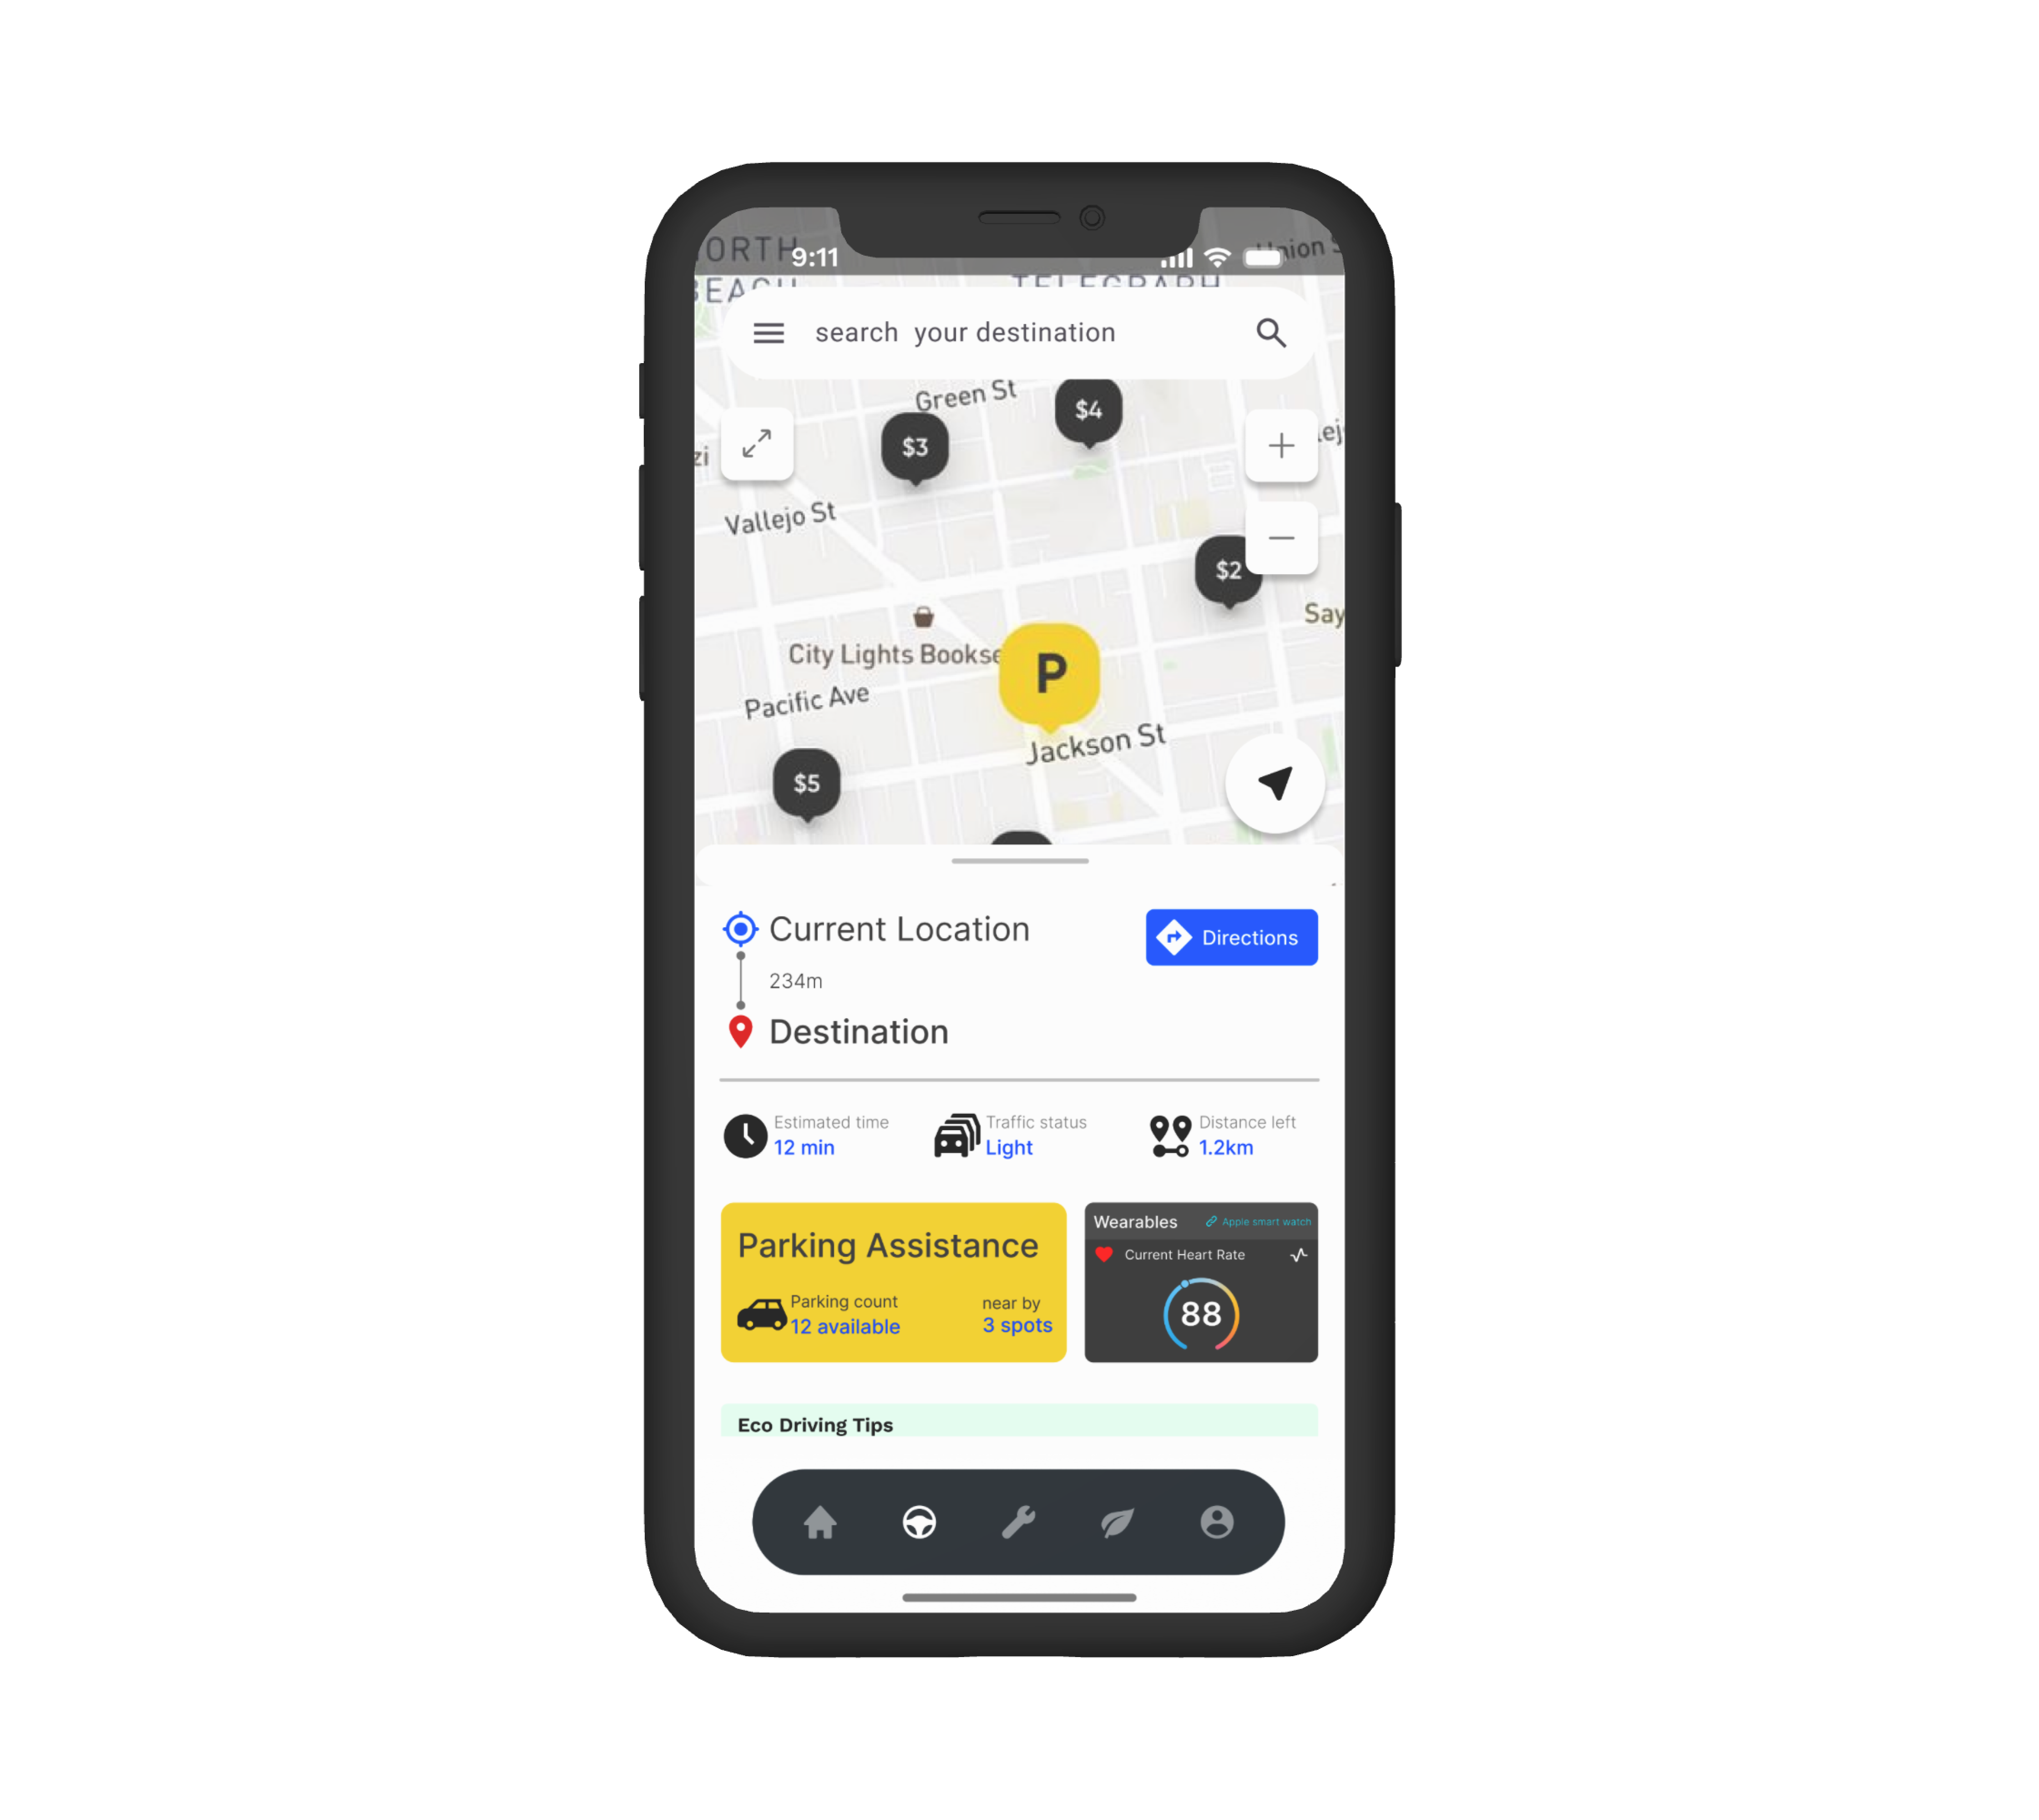 ORTH
9:11
Union S
BEACH
TELEGRAPH
search your destination
Green St
$4
$3
lej
zi
Vallejo St
$2
Say
City Lights Bookse
P
Pacific Ave
Jackson St
$5
Current Location
Directions
234m
Destination
Estimated time
12 min
Traffic status
Light
Distance left
1.2km
Parking Assistance
Parking count
12 available
near by
3 spots
Wearables
Apple smart watch
Current Heart Rate
88
Eco Driving Tips